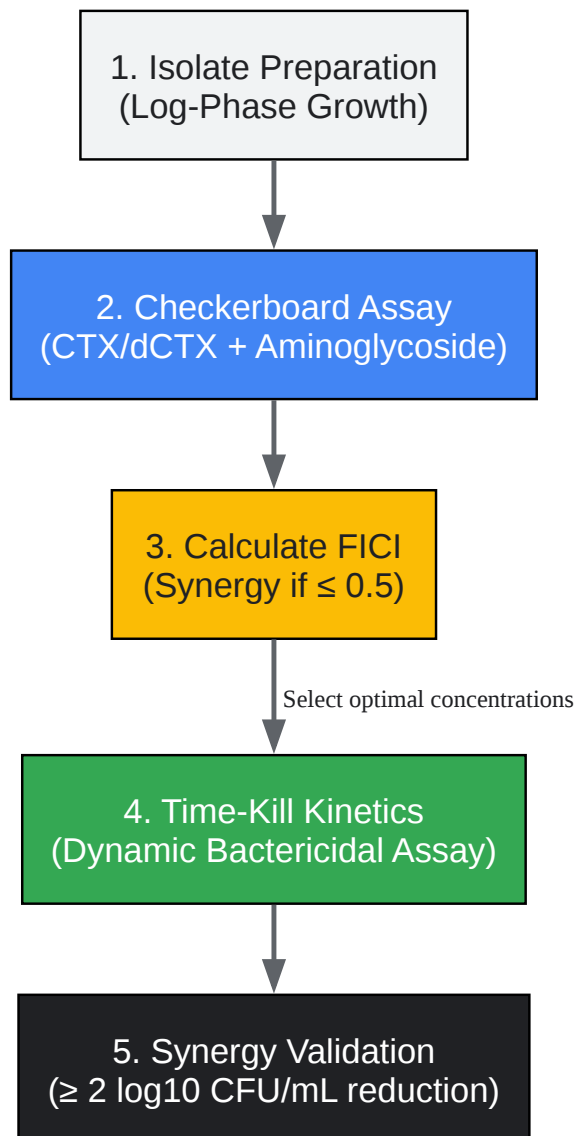 1. Isolate Preparation
(Log-Phase Growth)
2. Checkerboard Assay
(CTX/dCTX + Aminoglycoside)
3. Calculate FICI
(Synergy if ≤ 0.5)
Select optimal concentrations
4. Time-Kill Kinetics
(Dynamic Bactericidal Assay)
5. Synergy Validation
(≥ 2 log10 CFU/mL reduction)